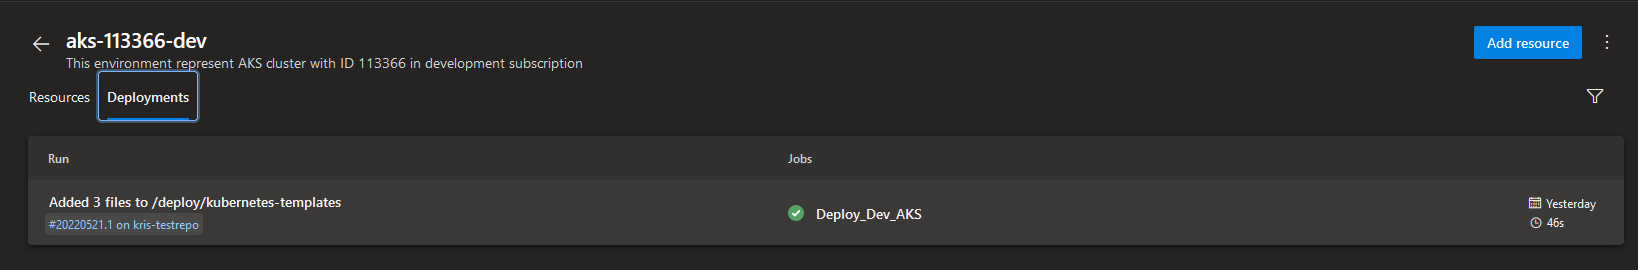 aks-113366-dev
This environment represent AKS cluster with ID 113366 in development subscription
Add resource
Resources
Deployments
Run
Jobs
Added 3 files to /deploy/kubernetes-templates
#20220521.1 on kris-testrepo
Deploy_Dev_AKS
Yesterday
46s